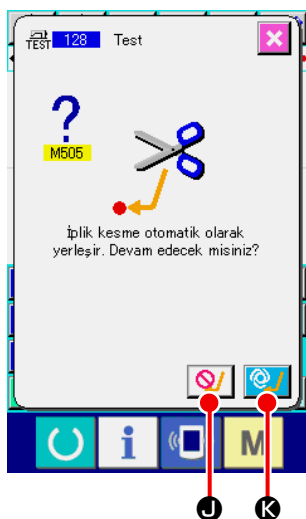 TEST 128 Test
M505
İplik kesme otomatik olarak
yerleşir. Devam edecek misiniz?
i M
J K